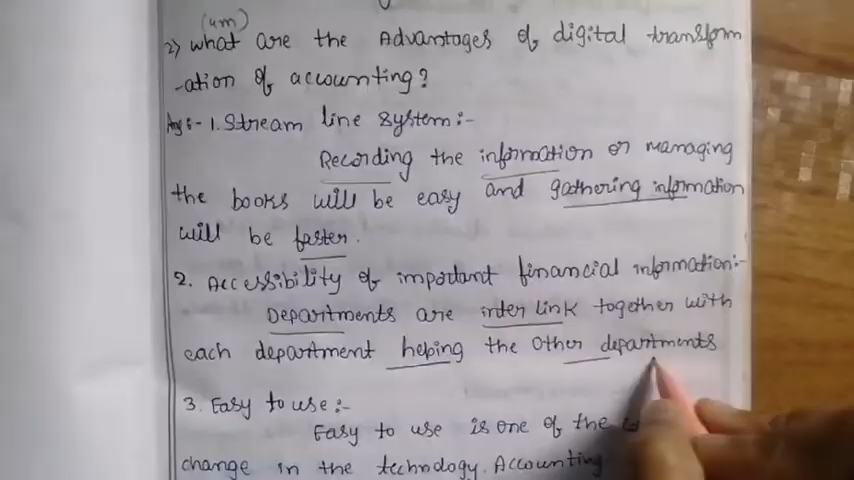 (4m)
2) what are the Advantages of digital transform
-ation of accounting?
Ans:- 1. Stream line System:-
Recording the information or managing
the books will be easy and gathering information
will be faster.
2. Accessibility of important financial information:-
Departments are inter link together with
each department helping the other departments
3. Easy to use:-
Easy to use is one of the
change in the technology. Accounting